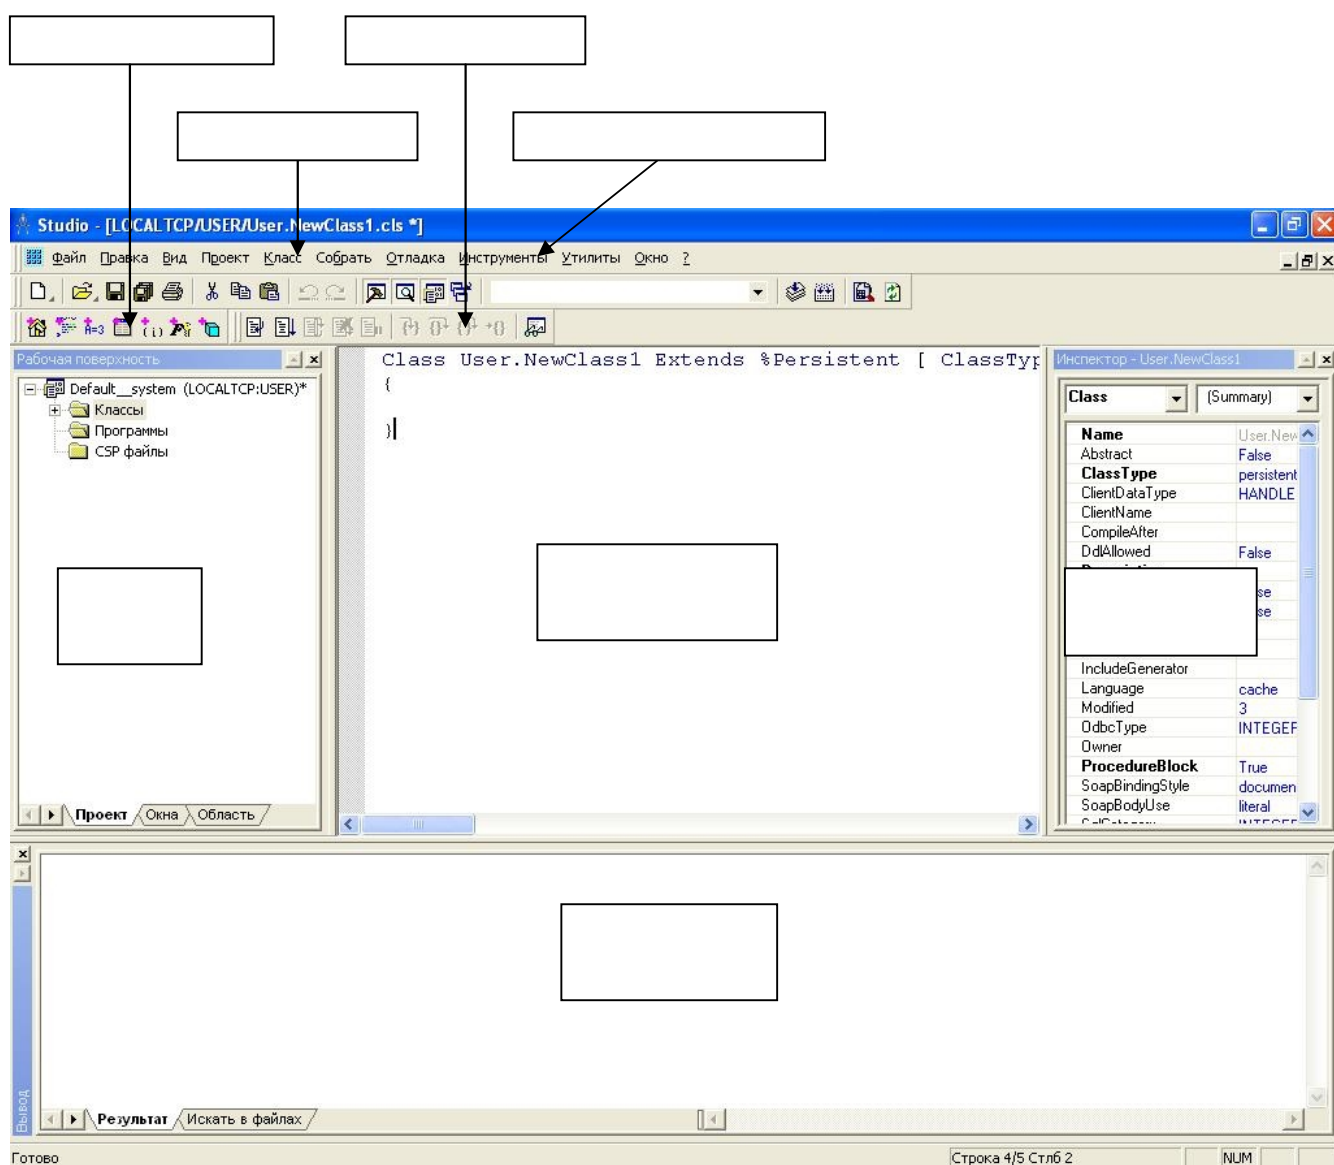 Studio - [LOCALTCP/USER/User.NewClass1.cls *]
Файл Правка Вид Проект Класс Собрать Отладка Инструменты Утилиты Окно ?
A=3
Рабочая поверхность
Default__system (LOCALTCP:USER)*
Классы
Программы
CSP файлы
Проект Окна Область
Class User.NewClass1 Extends %Persistent [ ClassTyp
{
}
Инспектор - User.NewClass1
Class (Summary)
Name User.New
Abstract False
ClassType persistent
ClientDataType HANDLE
ClientName
CompileAfter
DdlAllowed False
se
se
IncludeGenerator
Language cache
Modified 3
OdbcType INTEGER
Owner
ProcedureBlock True
SoapBindingStyle documen
SoapBodyUse literal
Вывод
Результат Искать в файлах
Готово Строка 4/5 Стлб 2 NUM